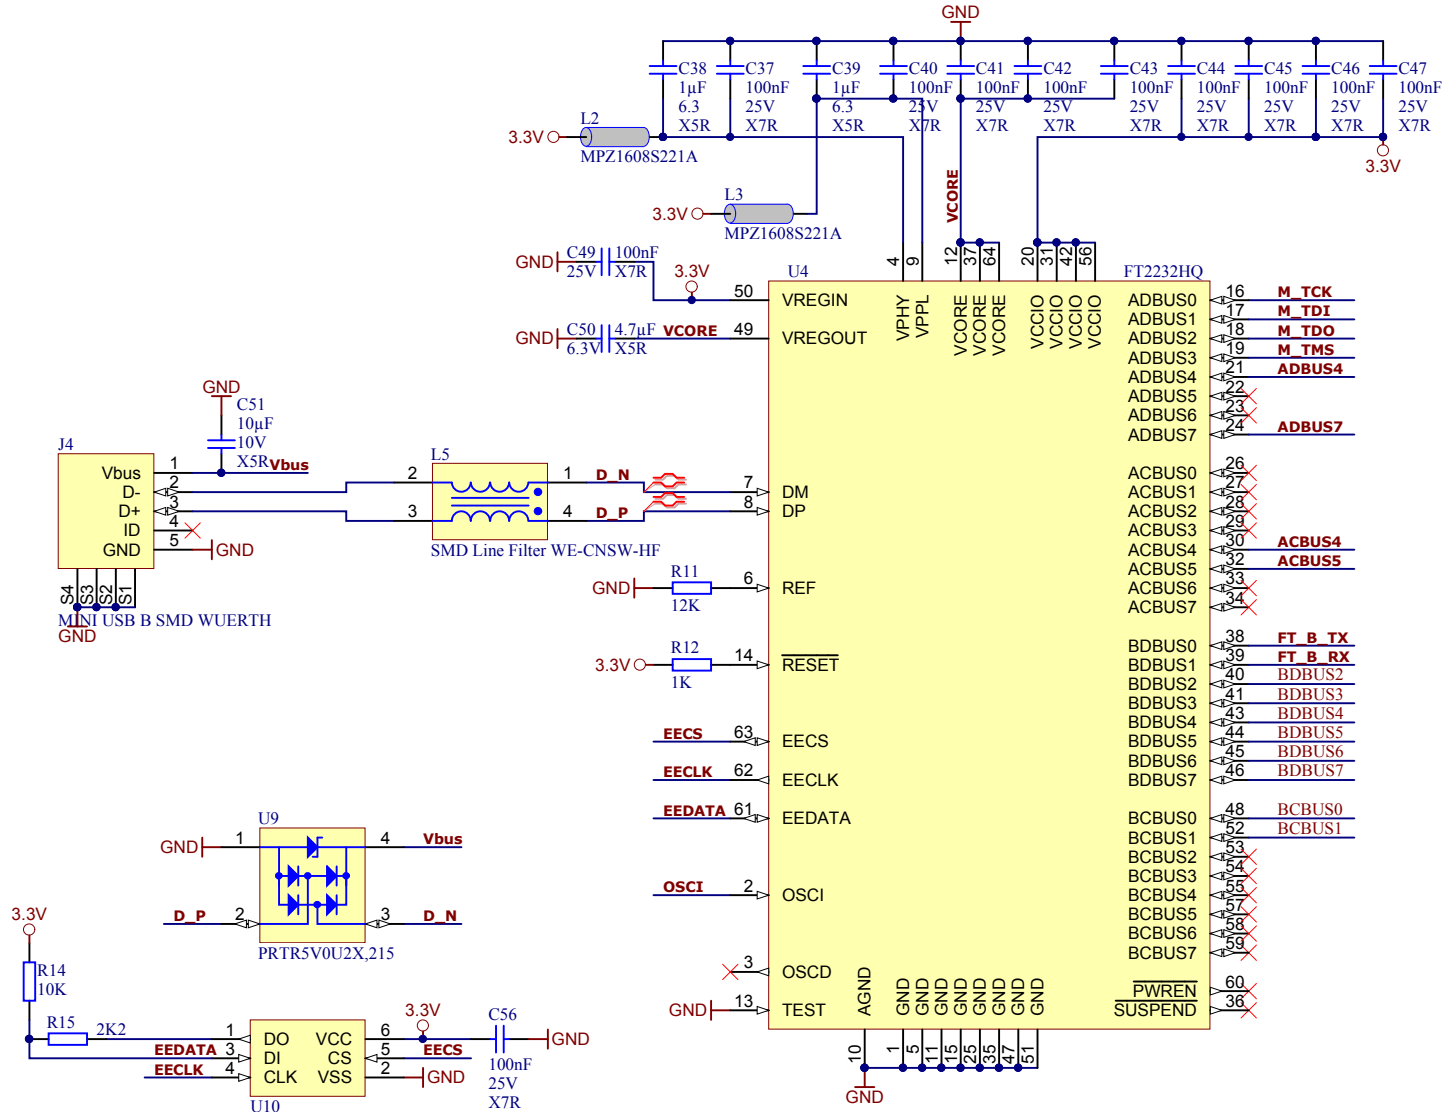 GND
C38
1µF
6.3
X5R
C37
100nF
25V
X7R
C39
1µF
6.3
X5R
C40
100nF
25V
X7R
C41
100nF
25V
X7R
C42
100nF
25V
X7R
C43
100nF
25V
X7R
C44
100nF
25V
X7R
C45
100nF
25V
X7R
C46
100nF
25V
X7R
C47
100nF
25V
X7R
3.3V
L2
MPZ1608S221A
3.3V
3.3V
L3
MPZ1608S221A
VCORE
GND
C49
25V
100nF
X7R
3.3V
GND
C50
6.3V
4.7µF
X5R
VCORE
U4
FT2232HQ
4
9
12
37
64
20
31
42
56
VPHY
VPPL
VCORE
VCORE
VCORE
VCCIO
VCCIO
VCCIO
VCCIO
50 VREGIN
49 VREGOUT
7 DM
8 DP
6 REF
14 RESET
63 EECS
62 EECLK
61 EEDATA
2 OSCI
3 OSCD
13 TEST
ADBUS0 16 M_TCK
ADBUS1 17 M_TDI
ADBUS2 18 M_TDO
ADBUS3 19 M_TMS
ADBUS4 21 ADBUS4
ADBUS5 22
ADBUS6 23
ADBUS7 24 ADBUS7
ACBUS0 26
ACBUS1 27
ACBUS2 28
ACBUS3 29
ACBUS4 30 ACBUS4
ACBUS5 32 ACBUS5
ACBUS6 33
ACBUS7 34
BDBUS0 38 FT_B_TX
BDBUS1 39 FT_B_RX
BDBUS2 40 BDBUS2
BDBUS3 41 BDBUS3
BDBUS4 43 BDBUS4
BDBUS5 44 BDBUS5
BDBUS6 45 BDBUS6
BDBUS7 46 BDBUS7
BCBUS0 48 BCBUS0
BCBUS1 52 BCBUS1
BCBUS2 53
BCBUS3 54
BCBUS4 55
BCBUS5 57
BCBUS6 58
BCBUS7 59
PWREN 60
SUSPEND 36
AGND
GND
GND
GND
GND
GND
GND
GND
GND
10
1
5
11
15
25
35
47
51
GND
GND
C51
10µF
10V
X5R
Vbus
J4
Vbus 1
D- 2
D+ 3
ID 4
GND 5
GND
S4
S3
S2
S1
MINI USB B SMD WUERTH
GND
L5
2
1
D_N
3
4
D_P
SMD Line Filter WE-CNSW-HF
GND
R11
12K
3.3V
R12
1K
EECS
EECLK
EEDATA
OSCI
GND
U9
GND
1
4
Vbus
D_P
2
3
D_N
PRTR5V0U2X,215
3.3V
R14
10K
R15
2K2
EEDATA
EECLK
1 DO
3 DI
4 CLK
VCC 6
CS 5
VSS 2
U10
3.3V
EECS
GND
C56
100nF
25V
X7R
GND